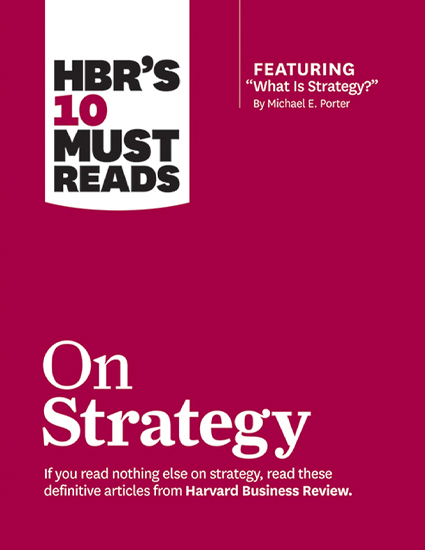 HBR'S
10
MUST
READS
FEATURING
“What Is Strategy?”
By Michael E. Porter
On
Strategy
If you read nothing else on strategy, read these
definitive articles from Harvard Business Review.